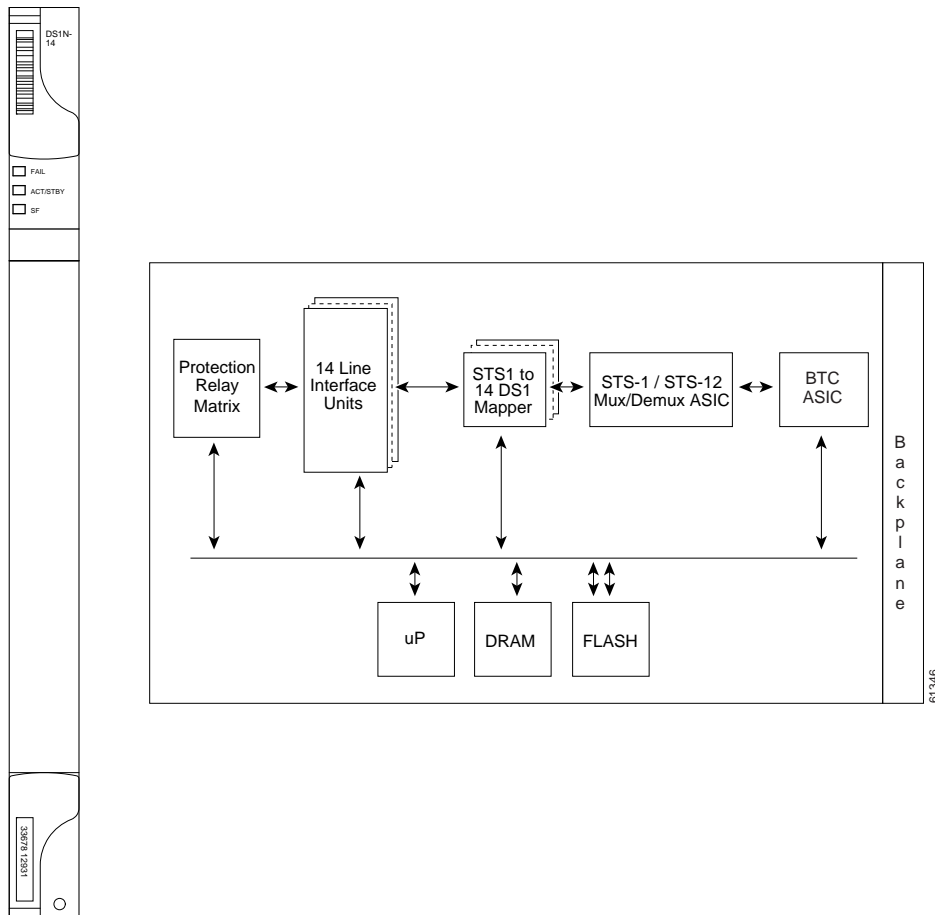 DS1N-
14
FAIL
ACT/STBY
SF
33678 12931
Protection
Relay
Matrix
14 Line
Interface
Units
STS1 to
14 DS1
Mapper
STS-1 / STS-12
Mux/Demux ASIC
BTC
ASIC
uP
DRAM
FLASH
Backplane
61346